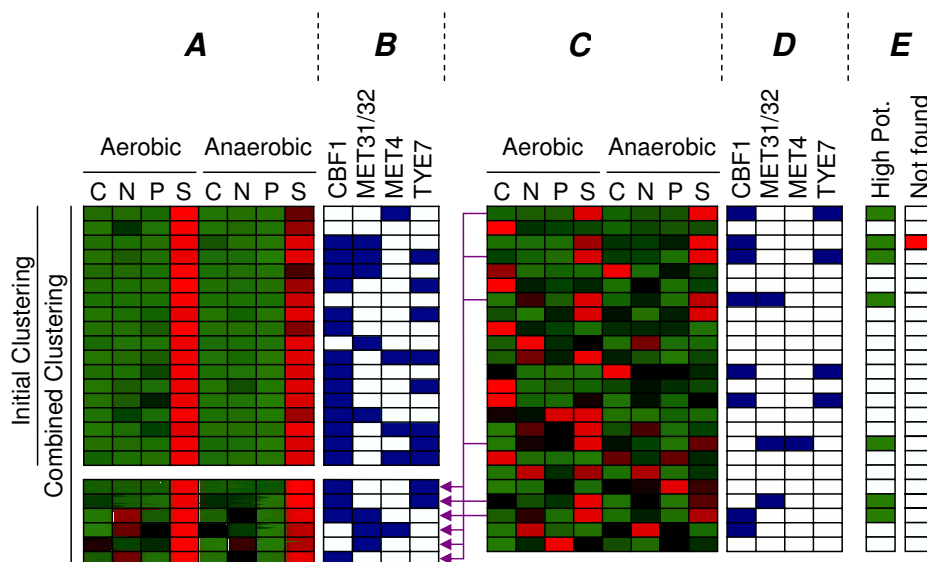 A B C D E
Aerobic Anaerobic
C N P S C N P S
CBF1
MET31/32
MET4
TYE7
Aerobic Anaerobic
C N P S C N P S
CBF1
MET31/32
MET4
TYE7
High Pot.
Not found
Initial Clustering
Combined Clustering